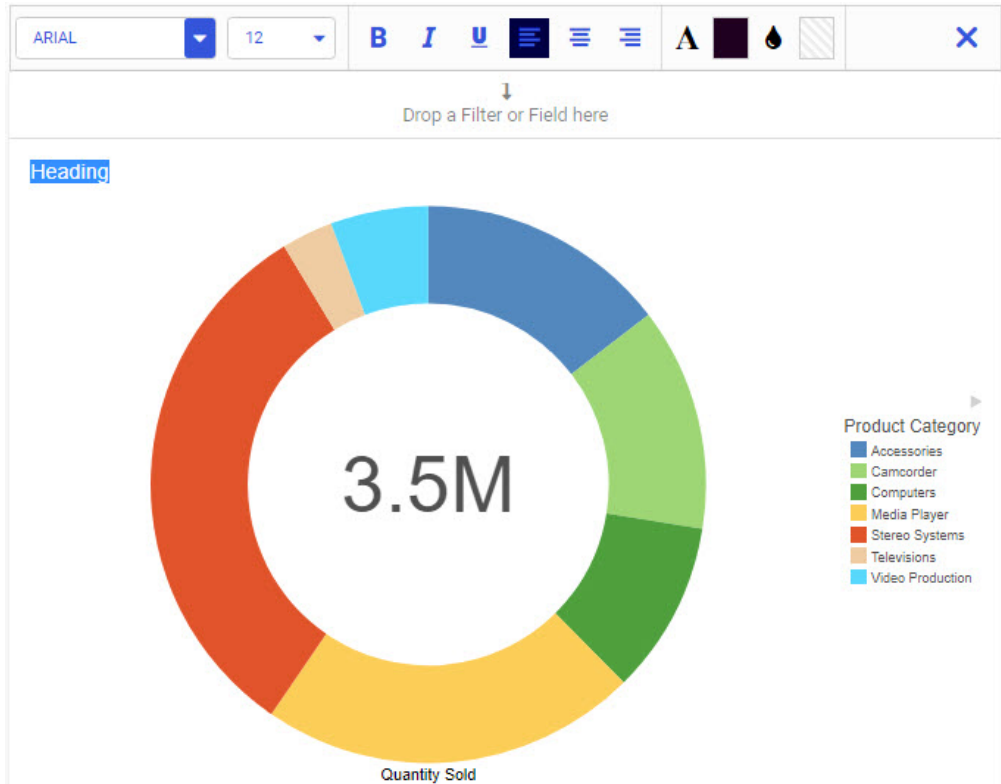 ARIAL 12 B I U A
Drop a Filter or Field here
Heading
3.5M
Product Category
Accessories
Camcorder
Computers
Media Player
Stereo Systems
Televisions
Video Production
Quantity Sold